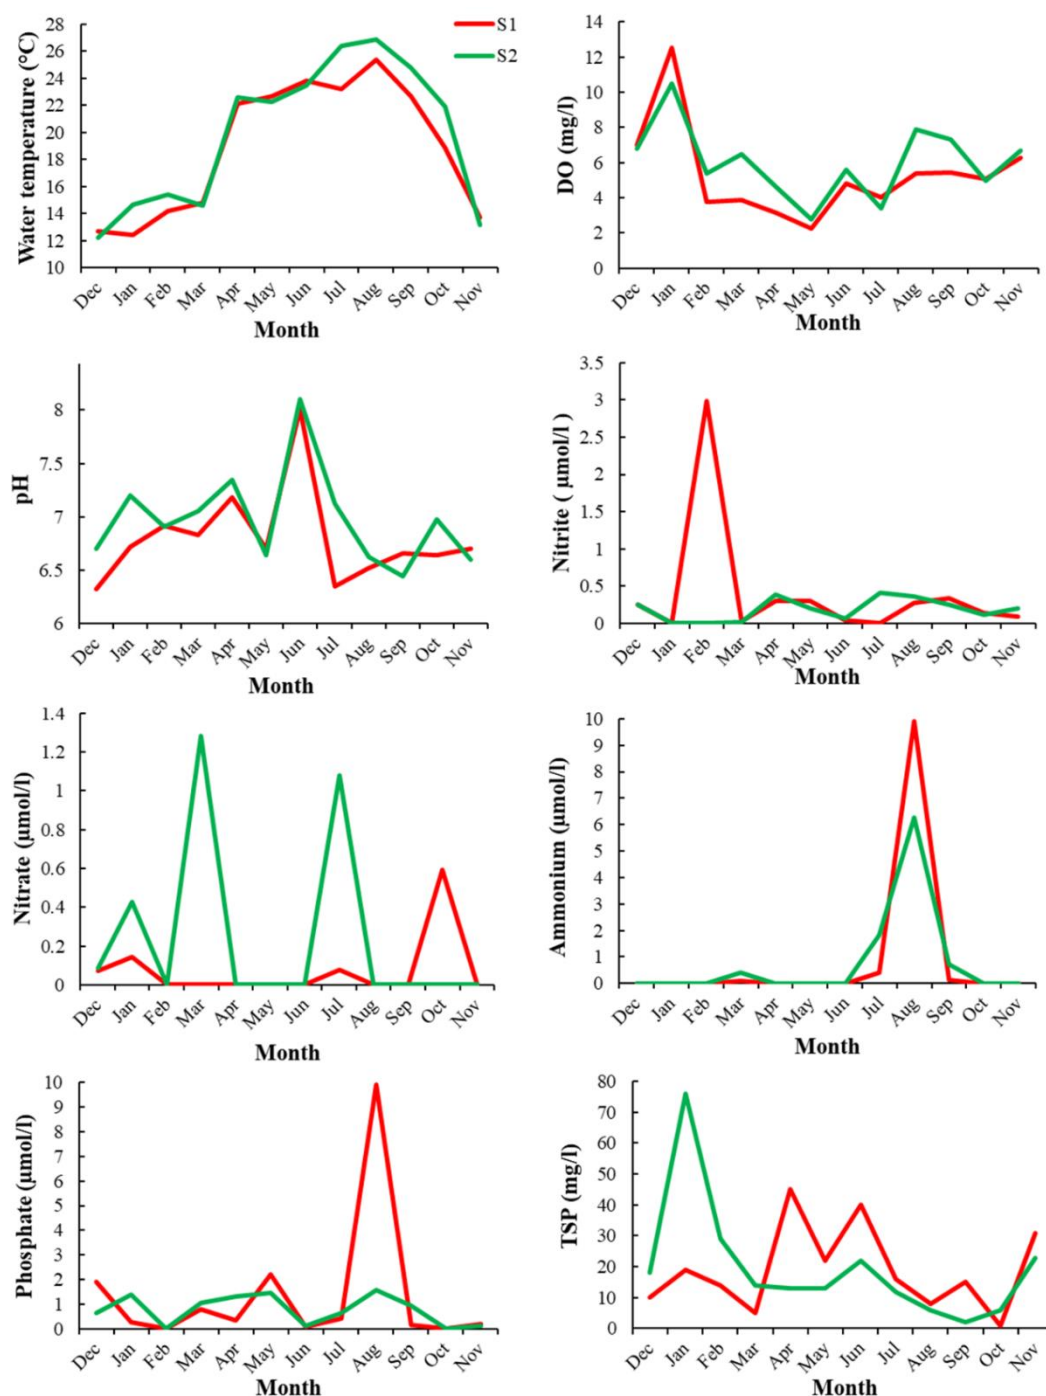 Water temperature (°C)
28
26
24
22
20
18
16
14
12
10
S1
S2
Dec Jan Feb Mar Apr May Jun Jul Aug Sep Oct Nov
Month
DO (mg/l)
14
12
10
8
6
4
2
0
Dec Jan Feb Mar Apr May Jun Jul Aug Sep Oct Nov
Month
pH
8
7.5
7
6.5
6
Dec Jan Feb Mar Apr May Jun Jul Aug Sep Oct Nov
Month
Nitrite ( μmol/l )
3.5
3
2.5
2
1.5
1
0.5
0
Dec Jan Feb Mar Apr May Jun Jul Aug Sep Oct Nov
Month
Nitrate (μmol/l)
1.4
1.2
1
0.8
0.6
0.4
0.2
0
Dec Jan Feb Mar Apr May Jun Jul Aug Sep Oct Nov
Month
Ammonium (μmol/l)
10
9
8
7
6
5
4
3
2
1
0
Dec Jan Feb Mar Apr May Jun Jul Aug Sep Oct Nov
Month
Phosphate (μmol/l)
10
9
8
7
6
5
4
3
2
1
0
Dec Jan Feb Mar Apr May Jun Jul Aug Sep Oct Nov
Month
TSP (mg/l)
80
70
60
50
40
30
20
10
0
Dec Jan Feb Mar Apr May Jun Jul Aug Sep Oct Nov
Month